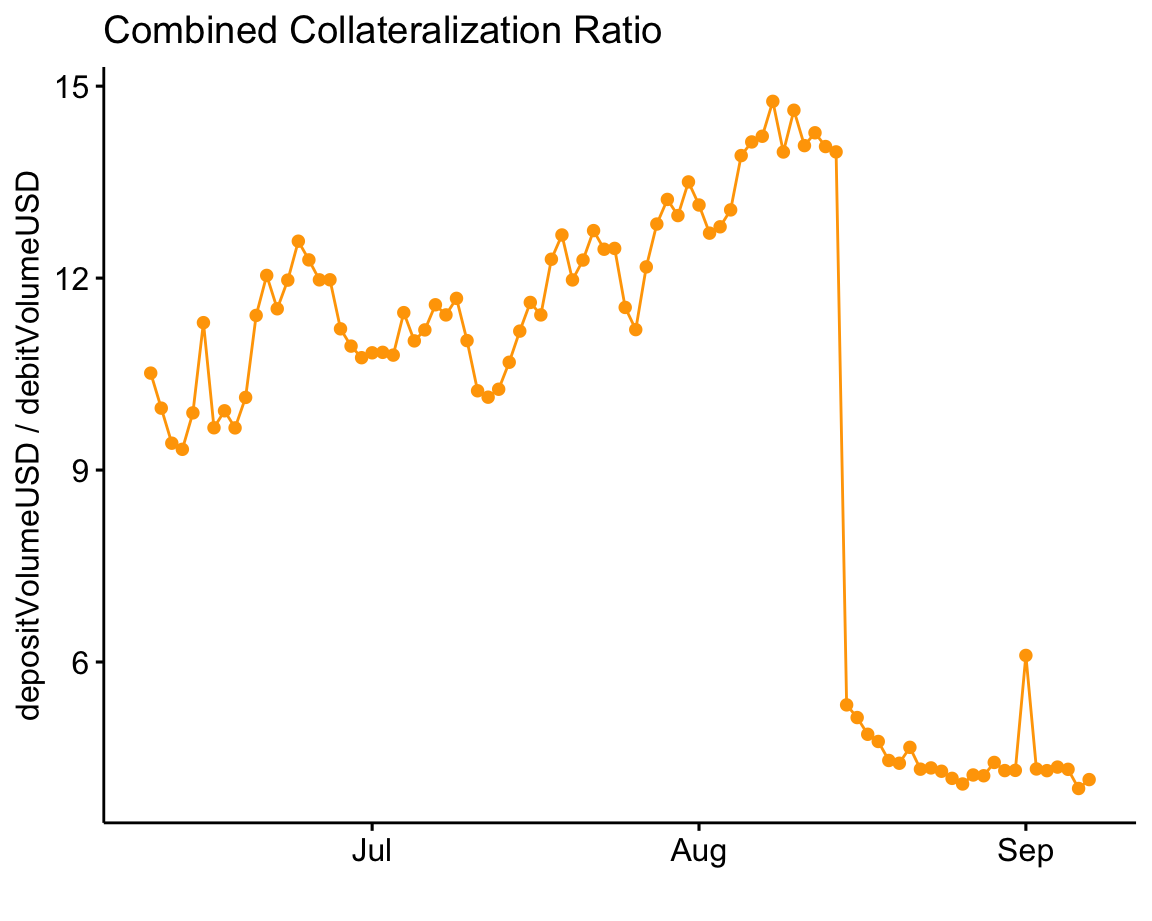 Combined Collateralization Ratio
depositVolumeUSD / debitVolumeUSD
15
12
9
6
Jul
Aug
Sep